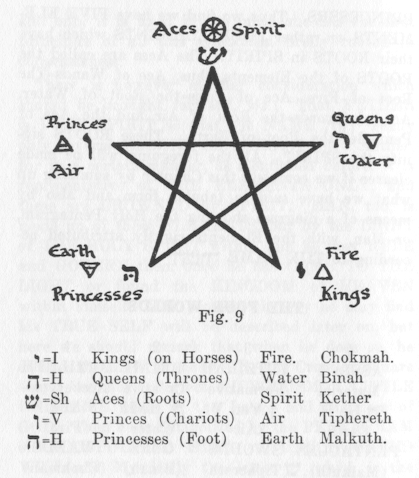 Aces Spirit.
ש
Princes
Queens
ו
ה
Air
Water
Earth
Fire
ה
י
Princesses
Kings
Fig. 9
י=I Kings (on Horses) Fire. Chokmah.
ה=H Queens (Thrones) Water Binah
ש=Sh Aces (Roots) Spirit Kether
ו=V Princes (Chariots) Air Tiphereth
ה=H Princesses (Foot) Earth Malkuth.